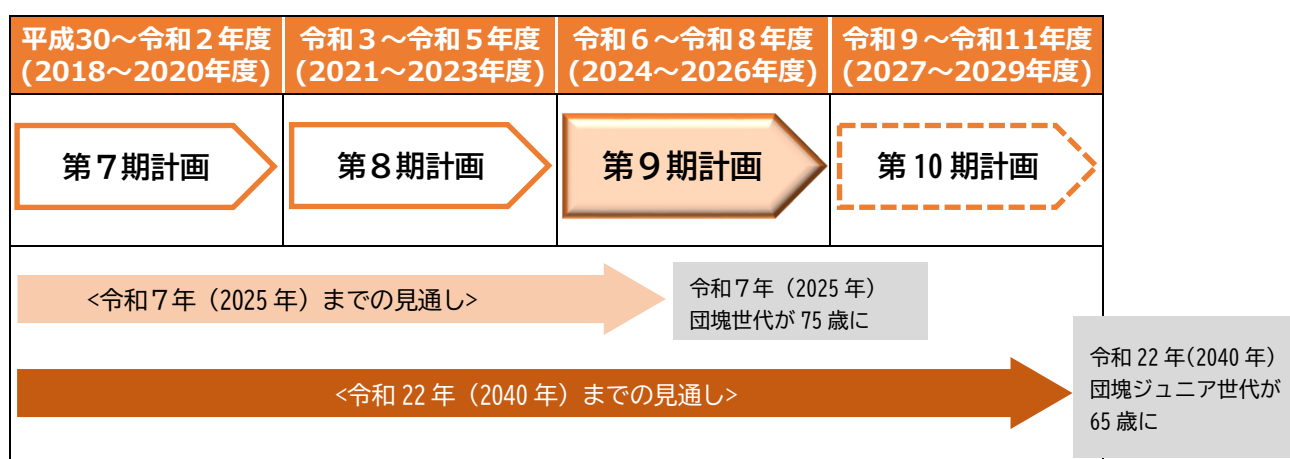 平成30～令和２年度
(2018～2020年度)
令和３～令和５年度
(2021～2023年度)
令和６～令和８年度
(2024～2026年度)
令和９～令和11年度
(2027～2029年度)
第７期計画
第８期計画
第９期計画
第 10 期計画
<令和７年（2025 年）までの見通し>
令和７年（2025 年）
団塊世代が 75 歳に
<令和 22 年（2040 年）までの見通し>
令和 22 年(2040 年)
団塊ジュニア世代が
65 歳に